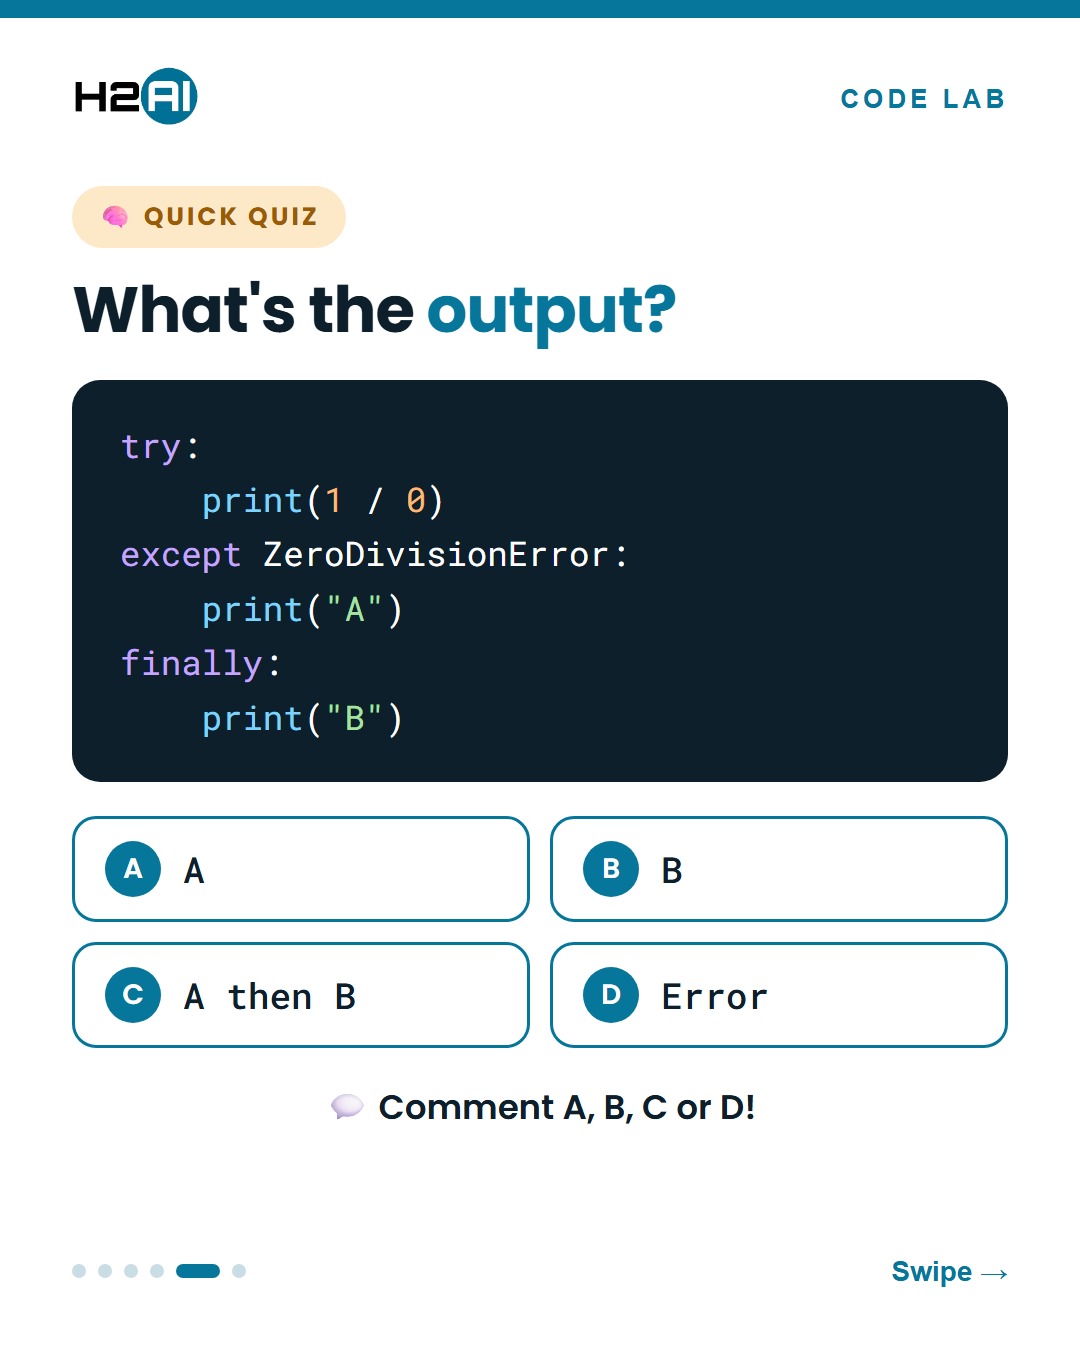 H2AI
CODE LAB
🧠 QUICK QUIZ
What's the output?
try:
    print(1 / 0)
except ZeroDivisionError:
    print("A")
finally:
    print("B")
A A
B B
C A then B
D Error
💬 Comment A, B, C or D!
Swipe →